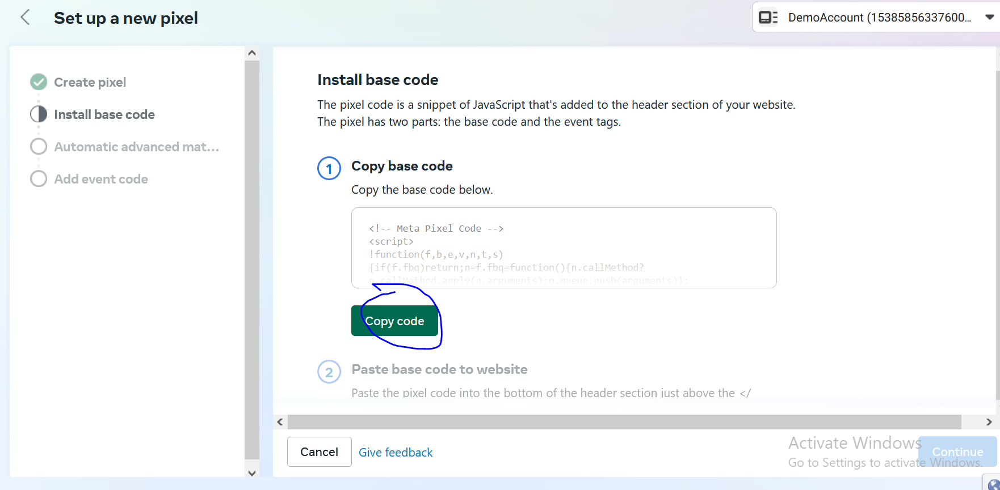 Set up a new pixel
DemoAccount (15385856337600...
Create pixel
Install base code
Automatic advanced mat...
Add event code
Install base code
The pixel code is a snippet of JavaScript that's added to the header section of your website.
The pixel has two parts: the base code and the event tags.
1 Copy base code
Copy the base code below.
<!-- Meta Pixel Code -->
<script>
!function(f,b,e,v,n,t,s)
{if(f.fbq)return;n=f.fbq=function(){n.callMethod?
n.callMethod.apply(n,arguments):n.queue.push(arguments)};
Copy code
2 Paste base code to website
Paste the pixel code into the bottom of the header section just above the </
Cancel
Give feedback
Continue
Activate Windows
Go to Settings to activate Windows.